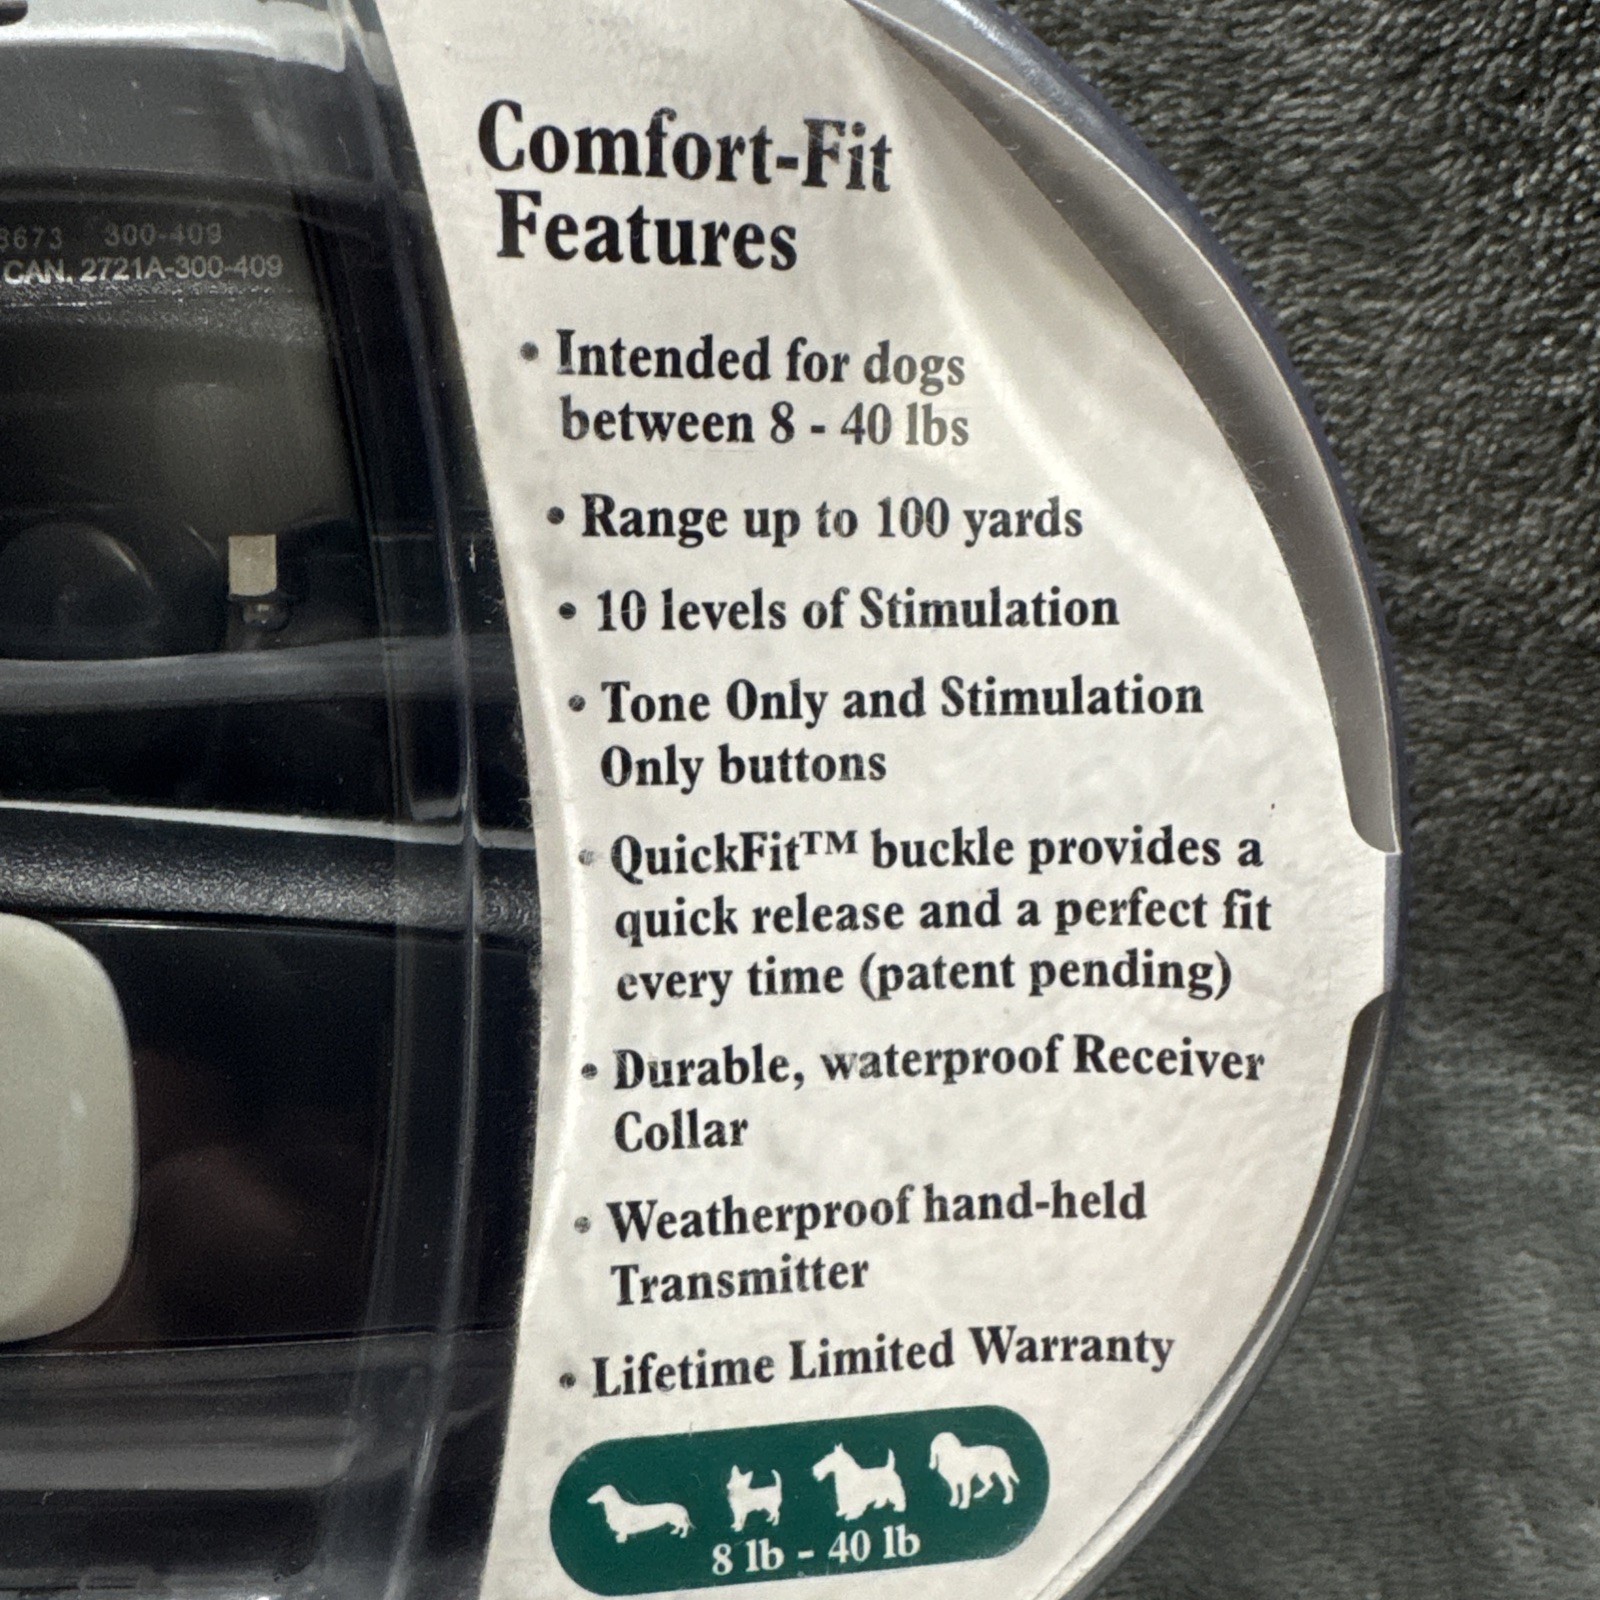 3673 300-409
CAN. 2721A-300-409
Comfort-Fit
Features
• Intended for dogs
between 8 - 40 lbs
• Range up to 100 yards
• 10 levels of Stimulation
• Tone Only and Stimulation
Only buttons
• QuickFit™ buckle provides a
quick release and a perfect fit
every time (patent pending)
• Durable, waterproof Receiver
Collar
• Weatherproof hand-held
Transmitter
• Lifetime Limited Warranty
8 lb - 40 lb